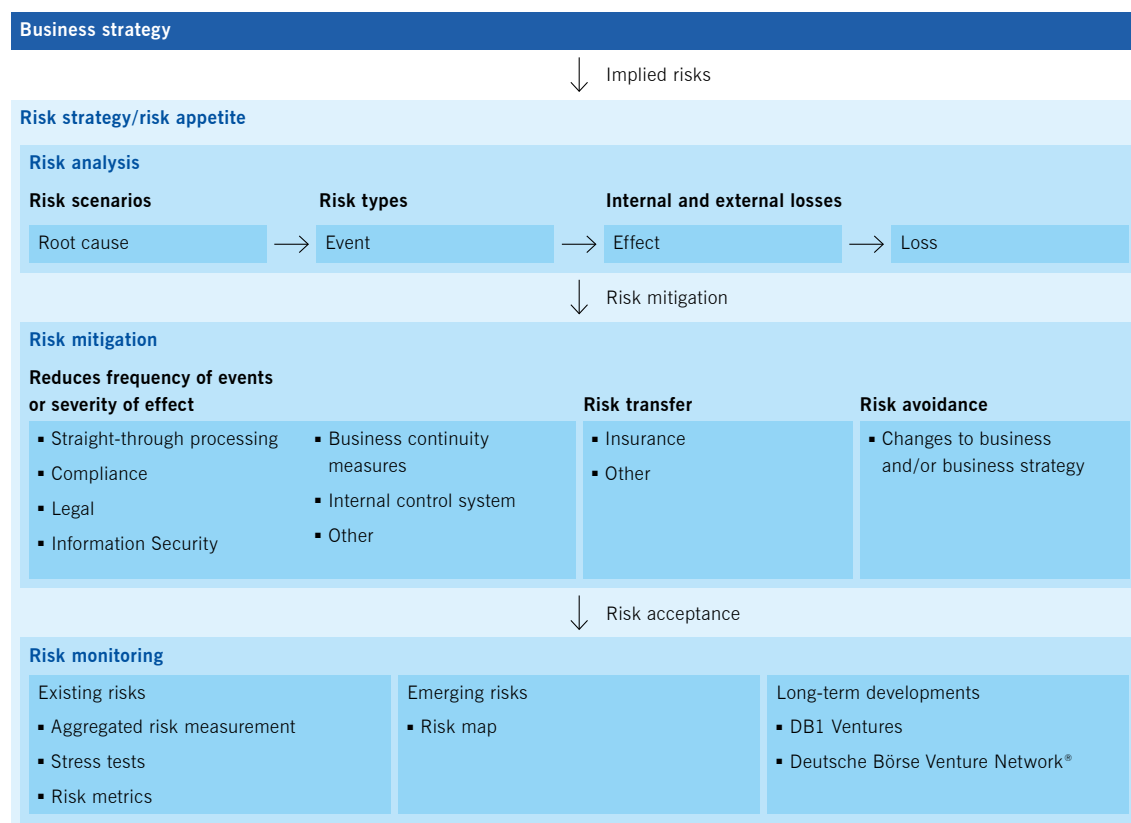 Business strategy
Implied risks
Risk strategy/risk appetite
Risk analysis
Risk scenarios
Risk types
Internal and external losses
Root cause
Event
Effect
Loss
Risk mitigation
Risk mitigation
Reduces frequency of events
or severity of effect
▪ Straight-through processing
▪ Compliance
▪ Legal
▪ Information Security
▪ Business continuity
measures
▪ Internal control system
▪ Other
Risk transfer
▪ Insurance
▪ Other
Risk avoidance
▪ Changes to business
and/or business strategy
Risk acceptance
Risk monitoring
Existing risks
▪ Aggregated risk measurement
▪ Stress tests
▪ Risk metrics
Emerging risks
▪ Risk map
Long-term developments
▪ DB1 Ventures
▪ Deutsche Börse Venture Network®